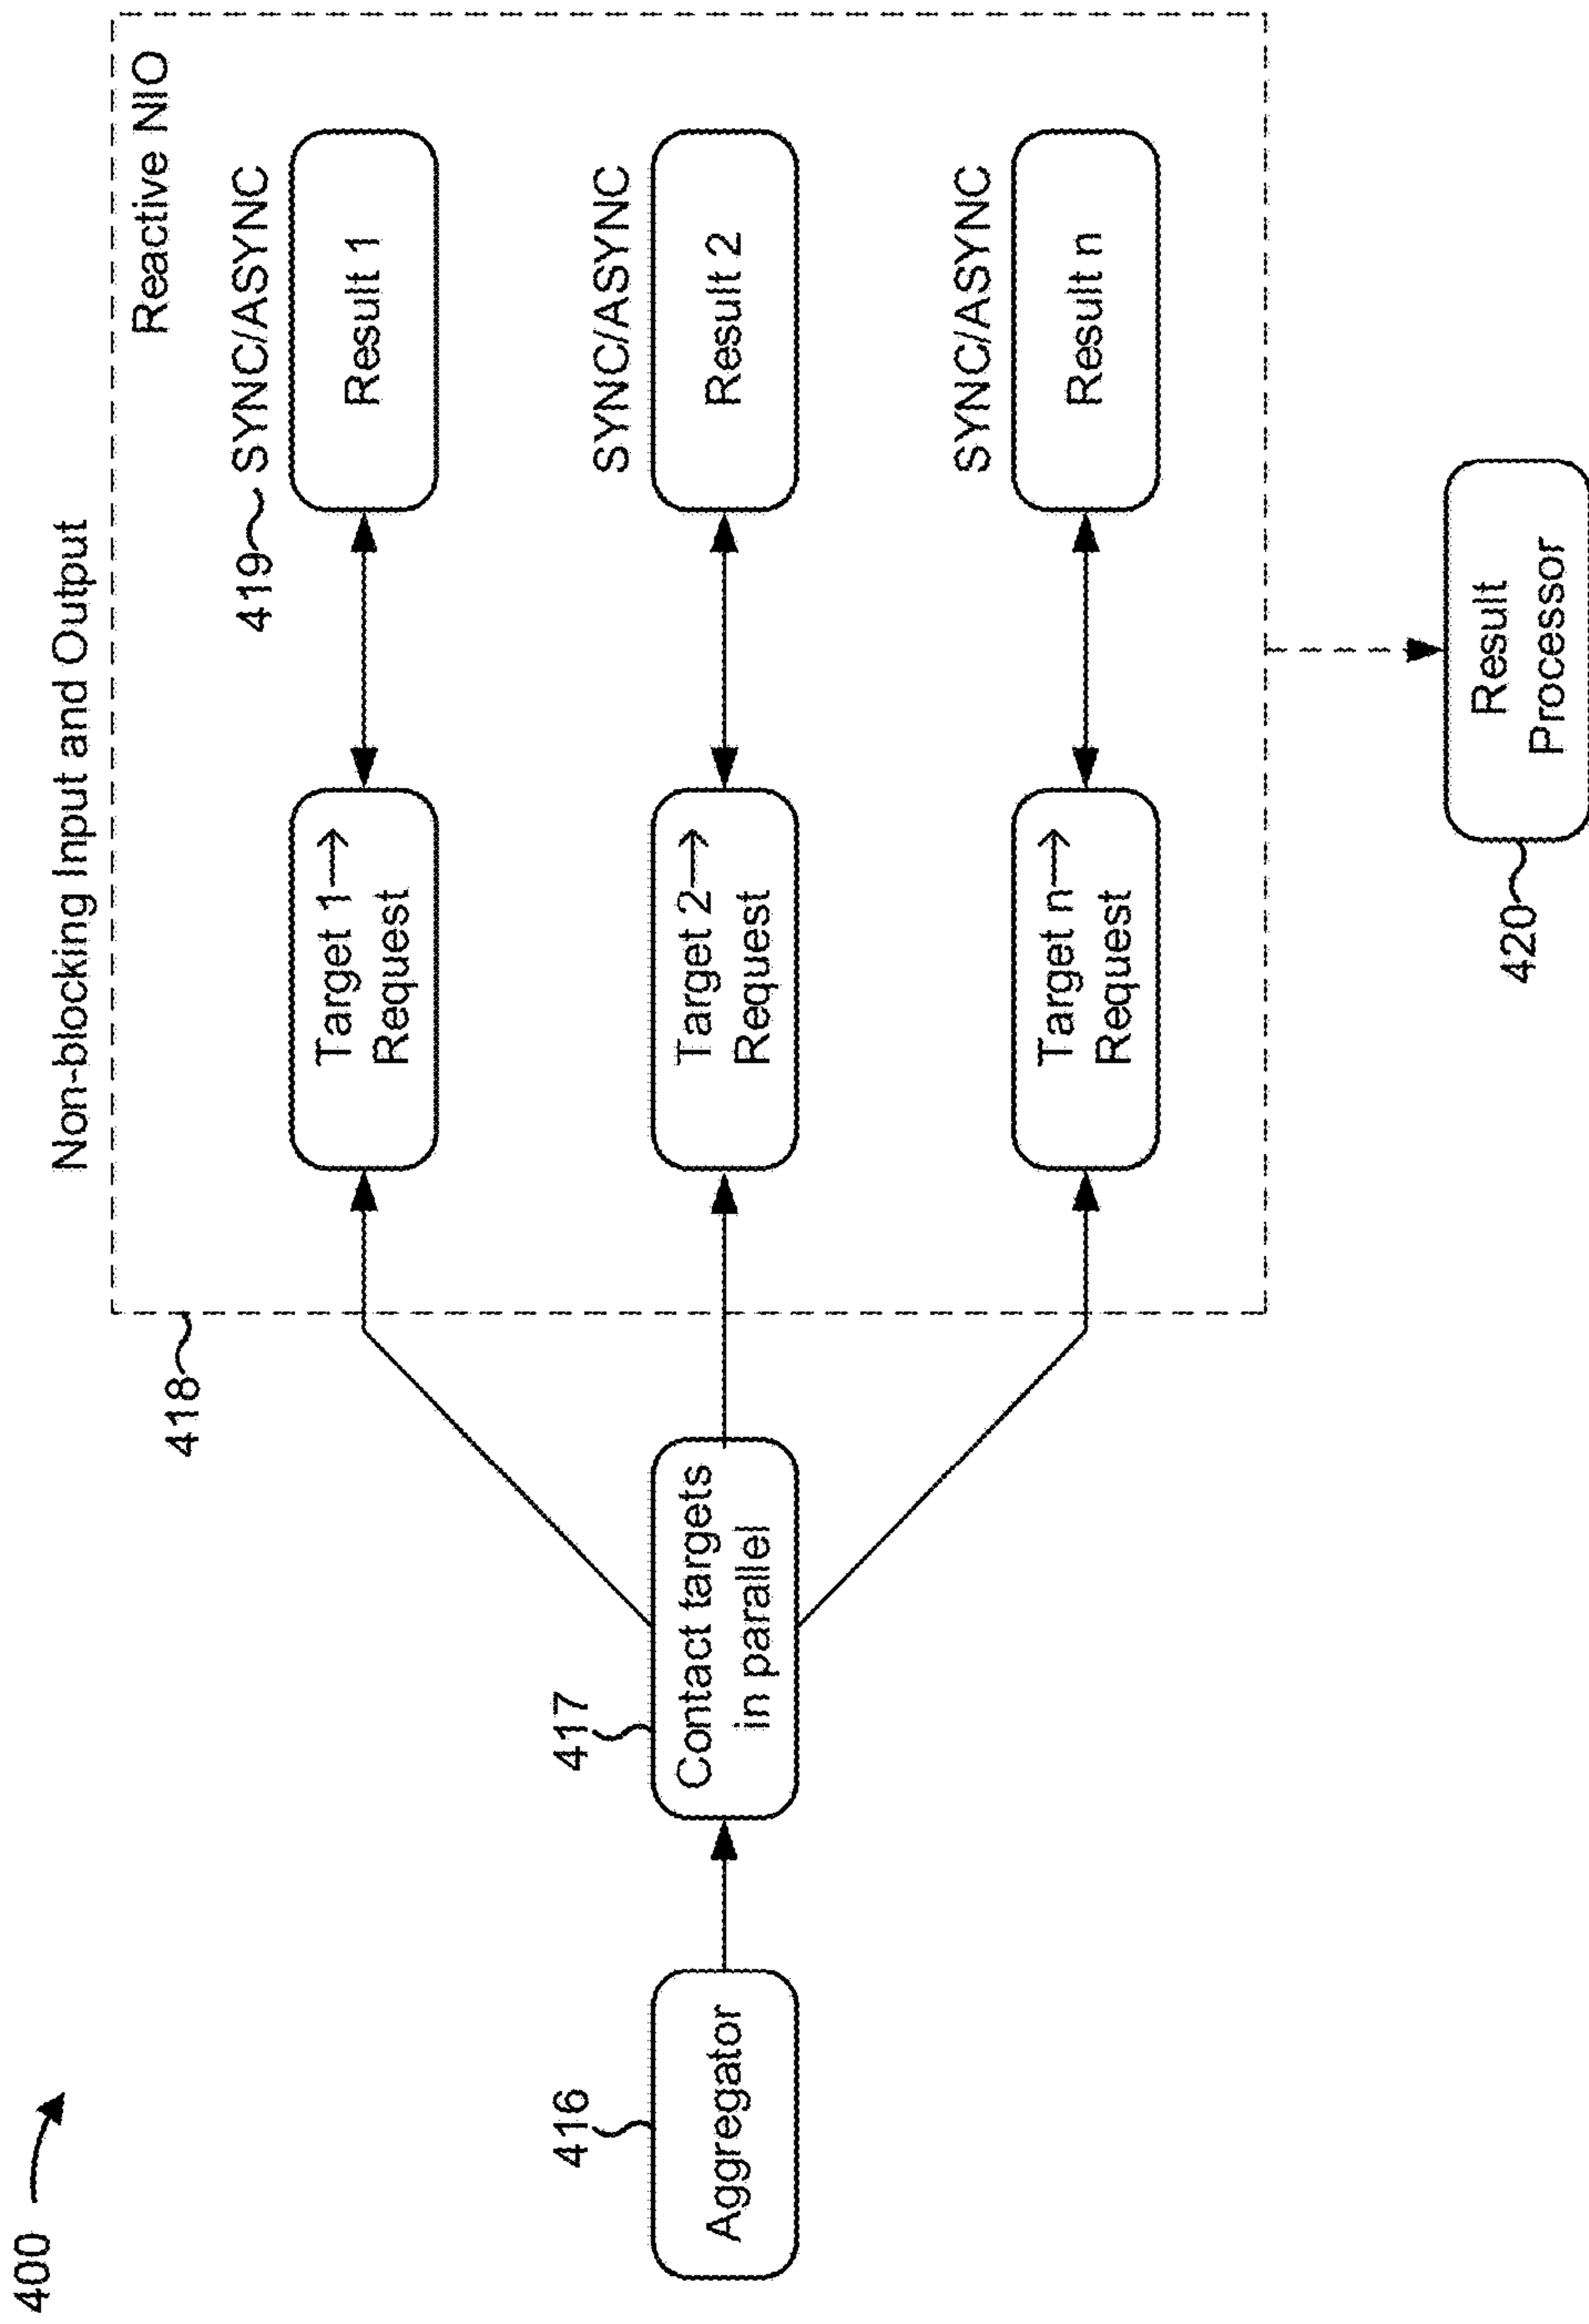 400
Non-blocking Input and Output
Reactive NIO
418
419
SYNC/ASYNC
Target 1→
Request
Result 1
416
Aggregator
417
Contact targets
in parallel
SYNC/ASYNC
Target 2→
Request
Result 2
SYNC/ASYNC
Target n→
Request
Result n
420
Result
Processor